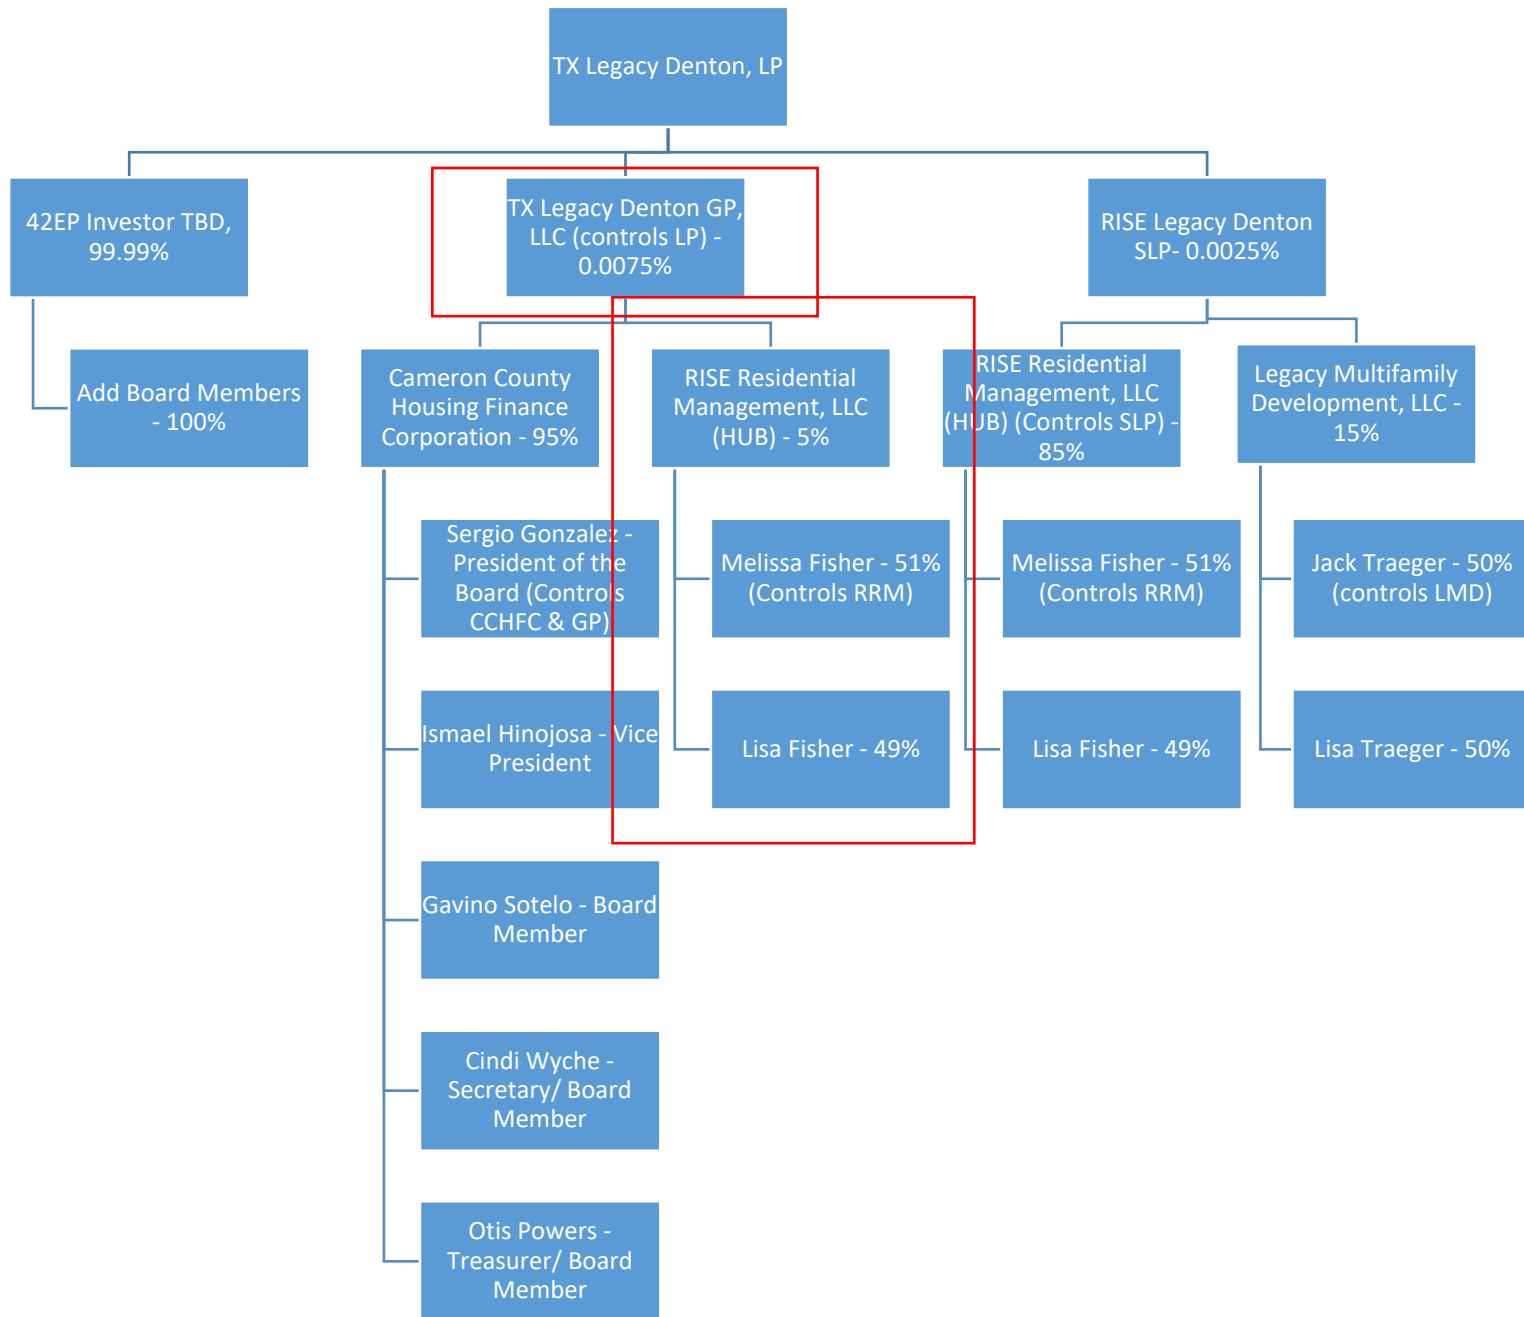 TX Legacy Denton, LP
42EP Investor TBD,
99.99%
TX Legacy Denton GP,
LLC (controls LP) -
0.0075%
RISE Legacy Denton
SLP- 0.0025%
Add Board Members
- 100%
Cameron County
Housing Finance
Corporation - 95%
RISE Residential
Management, LLC
(HUB) - 5%
RISE Residential
Management, LLC
(HUB) (Controls SLP) -
85%
Legacy Multifamily
Development, LLC -
15%
Sergio Gonzalez -
President of the
Board (Controls
CCHFC & GP)
Melissa Fisher - 51%
(Controls RRM)
Melissa Fisher - 51%
(Controls RRM)
Jack Traeger - 50%
(controls LMD)
Ismael Hinojosa - Vice
President
Lisa Fisher - 49%
Lisa Fisher - 49%
Lisa Traeger - 50%
Gavino Sotelo - Board
Member
Cindi Wyche -
Secretary/ Board
Member
Otis Powers -
Treasurer/ Board
Member